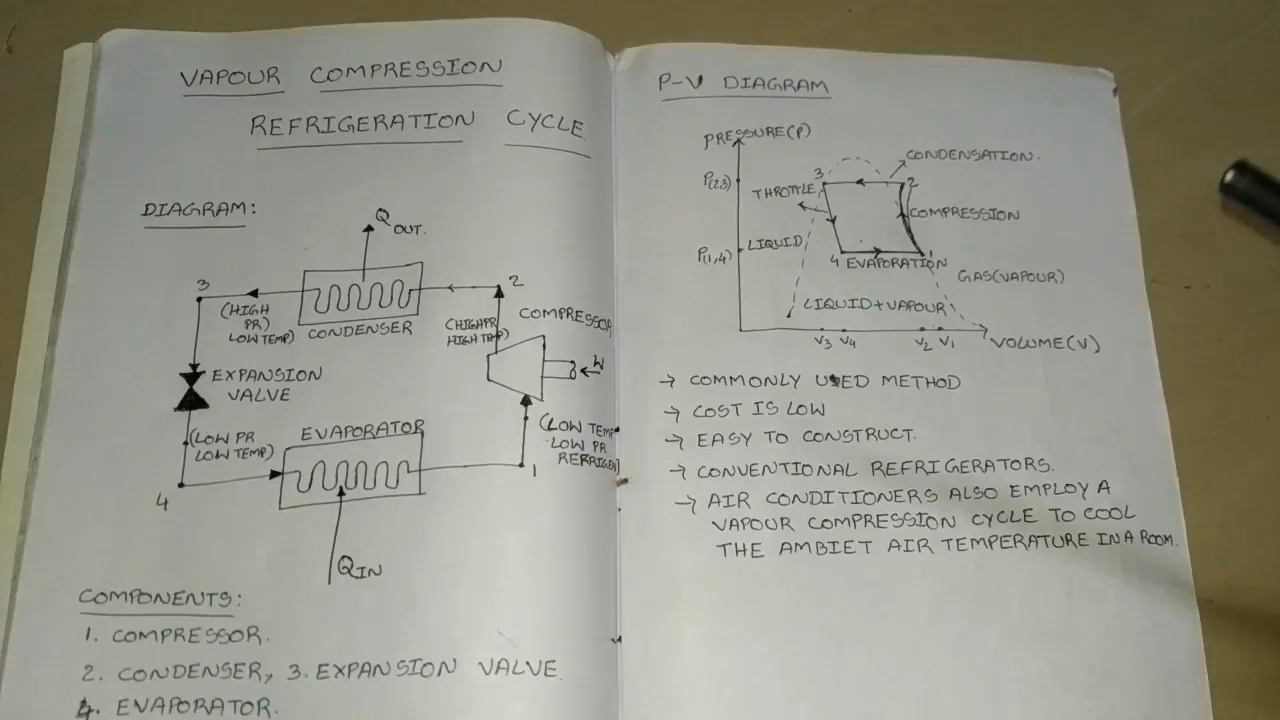 VAPOUR COMPRESSION
REFRIGERATION CYCLE
DIAGRAM:
Q OUT.
3
2
(HIGH PR) LOW TEMP)
CONDENSER
(HIGH PR HIGH TEMP)
COMPRESSOR
W
EXPANSION
VALVE
(LOW PR
LOW TEMP)
EVAPORATOR
(LOW TEMP
LOW PR
4
1
QIN
COMPONENTS:
1. COMPRESSOR.
2. CONDENSER, 3. EXPANSION VALVE.
4. EVAPORATOR.
P-V DIAGRAM
PRESSURE(P)
CONDENSATION.
P(2,3)
3
2
THROTTLE
COMPRESSION
P(1,4)
LIQUID
4 EVAPORATION
1
GAS(VAPOUR)
LIQUID+VAPOUR
V3 V4 V2 V1
VOLUME(V)
→ COMMONLY USED METHOD
→ COST IS LOW
→ EASY TO CONSTRUCT.
→ CONVENTIONAL REFRIGERATORS.
→ AIR CONDITIONERS ALSO EMPLOY A
VAPOUR COMPRESSION CYCLE TO COOL
THE AMBIET AIR TEMPERATURE IN A ROOM.